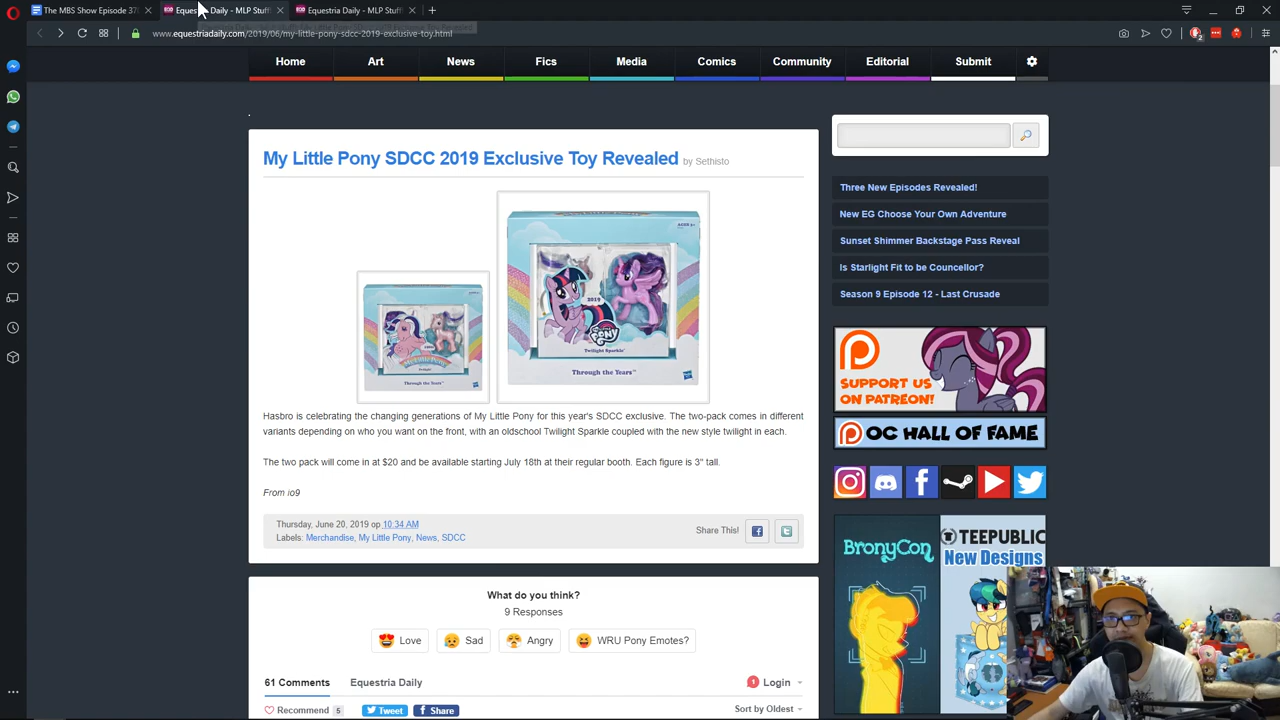 The MBS Show Episode 37
Equestria Daily - MLP Stuf
Equestria Daily - MLP Stuf
www.equestriadaily.com/2019/06/my-little-pony-sdcc-2019-exclusive-toy.html
Home
Art
News
Fics
Media
Comics
Community
Editorial
Submit
My Little Pony SDCC 2019 Exclusive Toy Revealed by Sethisto
2019
Twilight Sparkle
Through the Years
Through the Years
Hasbro is celebrating the changing generations of My Little Pony for this year's SDCC exclusive. The two-pack comes in different
variants depending on who you want on the front, with an oldschool Twilight Sparkle coupled with the new style twilight in each.
The two pack will come in at $20 and be available starting July 18th at their regular booth. Each figure is 3" tall.
From io9
Thursday, June 20, 2019 op 10:34 AM
Labels: Merchandise, My Little Pony, News, SDCC
Share This!
What do you think?
9 Responses
Love
Sad
Angry
WRU Pony Emotes?
61 Comments
Equestria Daily
1
Login
Recommend 5
Tweet
Share
Sort by Oldest
Three New Episodes Revealed!
New EG Choose Your Own Adventure
Sunset Shimmer Backstage Pass Reveal
Is Starlight Fit to be Councellor?
Season 9 Episode 12 - Last Crusade
SUPPORT US
ON PATREON!
OC HALL OF FAME
BronyCon
TEEPUBLIC
New Designs